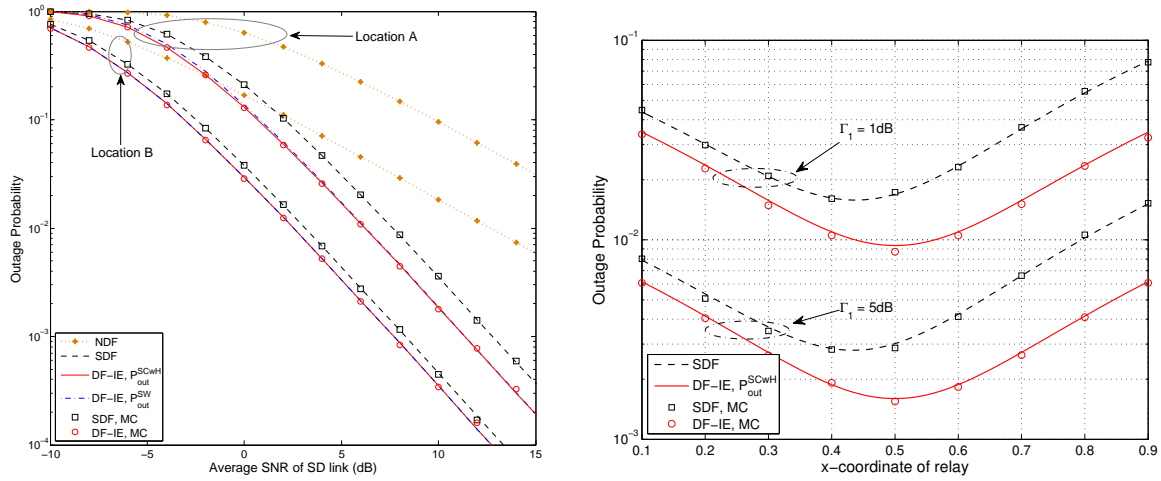 10^0
10^-1
10^-2
10^-3
10^-4
Outage Probability
-10 -5 0 5 10 15
Average SNR of SD link (dB)
Location A
Location B
NDF
SDF
DF-IE, P_out^SCwH
DF-IE, P_out^SW
SDF, MC
DF-IE, MC
10^-1
10^-2
10^-3
Outage Probability
0.1 0.2 0.3 0.4 0.5 0.6 0.7 0.8 0.9
x-coordinate of relay
Γ_1 = 1dB
Γ_1 = 5dB
SDF
DF-IE, P_out^SCwH
SDF, MC
DF-IE, MC